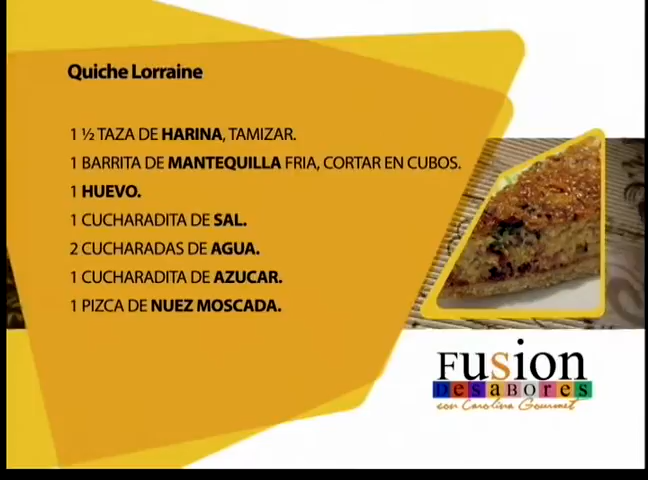 Quiche Lorraine
1 ½ TAZA DE HARINA, TAMIZAR.
1 BARRITA DE MANTEQUILLA FRIA, CORTAR EN CUBOS.
1 HUEVO.
1 CUCHARADITA DE SAL.
2 CUCHARADAS DE AGUA.
1 CUCHARADITA DE AZUCAR.
1 PIZCA DE NUEZ MOSCADA.
Fusion
DeSABOReS
con Carolina Gourmet